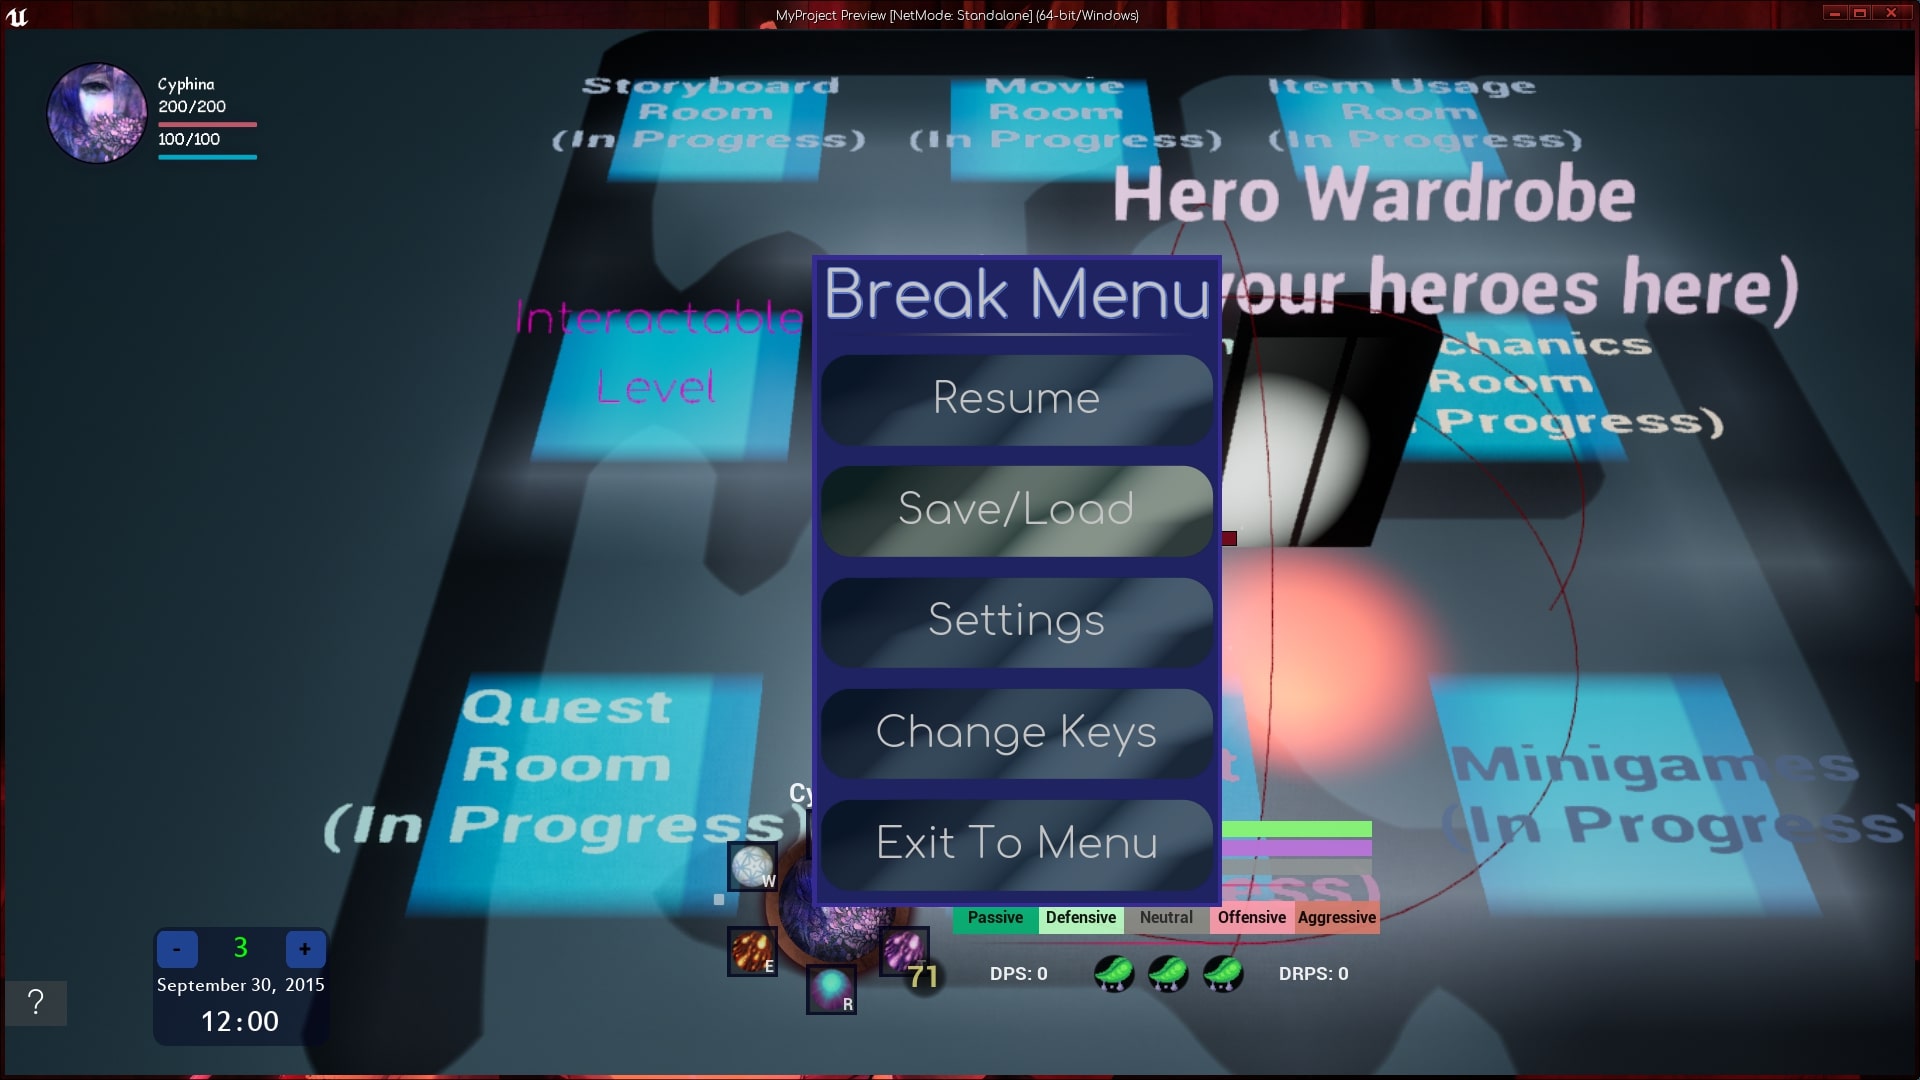 MyProject Preview [NetMode: Standalone] (64-bit/Windows)
Cyphina
200/200
100/100
Storyboard
Room
(In Progress)
Movie
Room
(In Progress)
Item Usage
Room
(In Progress)
Hero Wardrobe
your heroes here)
Interactable
Level
chanics
Room
Progress)
Break Menu
Resume
Save/Load
Settings
Change Keys
Exit To Menu
Quest
Room
(In Progress)
Minigames
(In Progress)
Cy
W
E
R
71
ess)
Passive
Defensive
Neutral
Offensive
Aggressive
DPS: 0
DRPS: 0
- 3 +
September 30, 2015
12:00
?